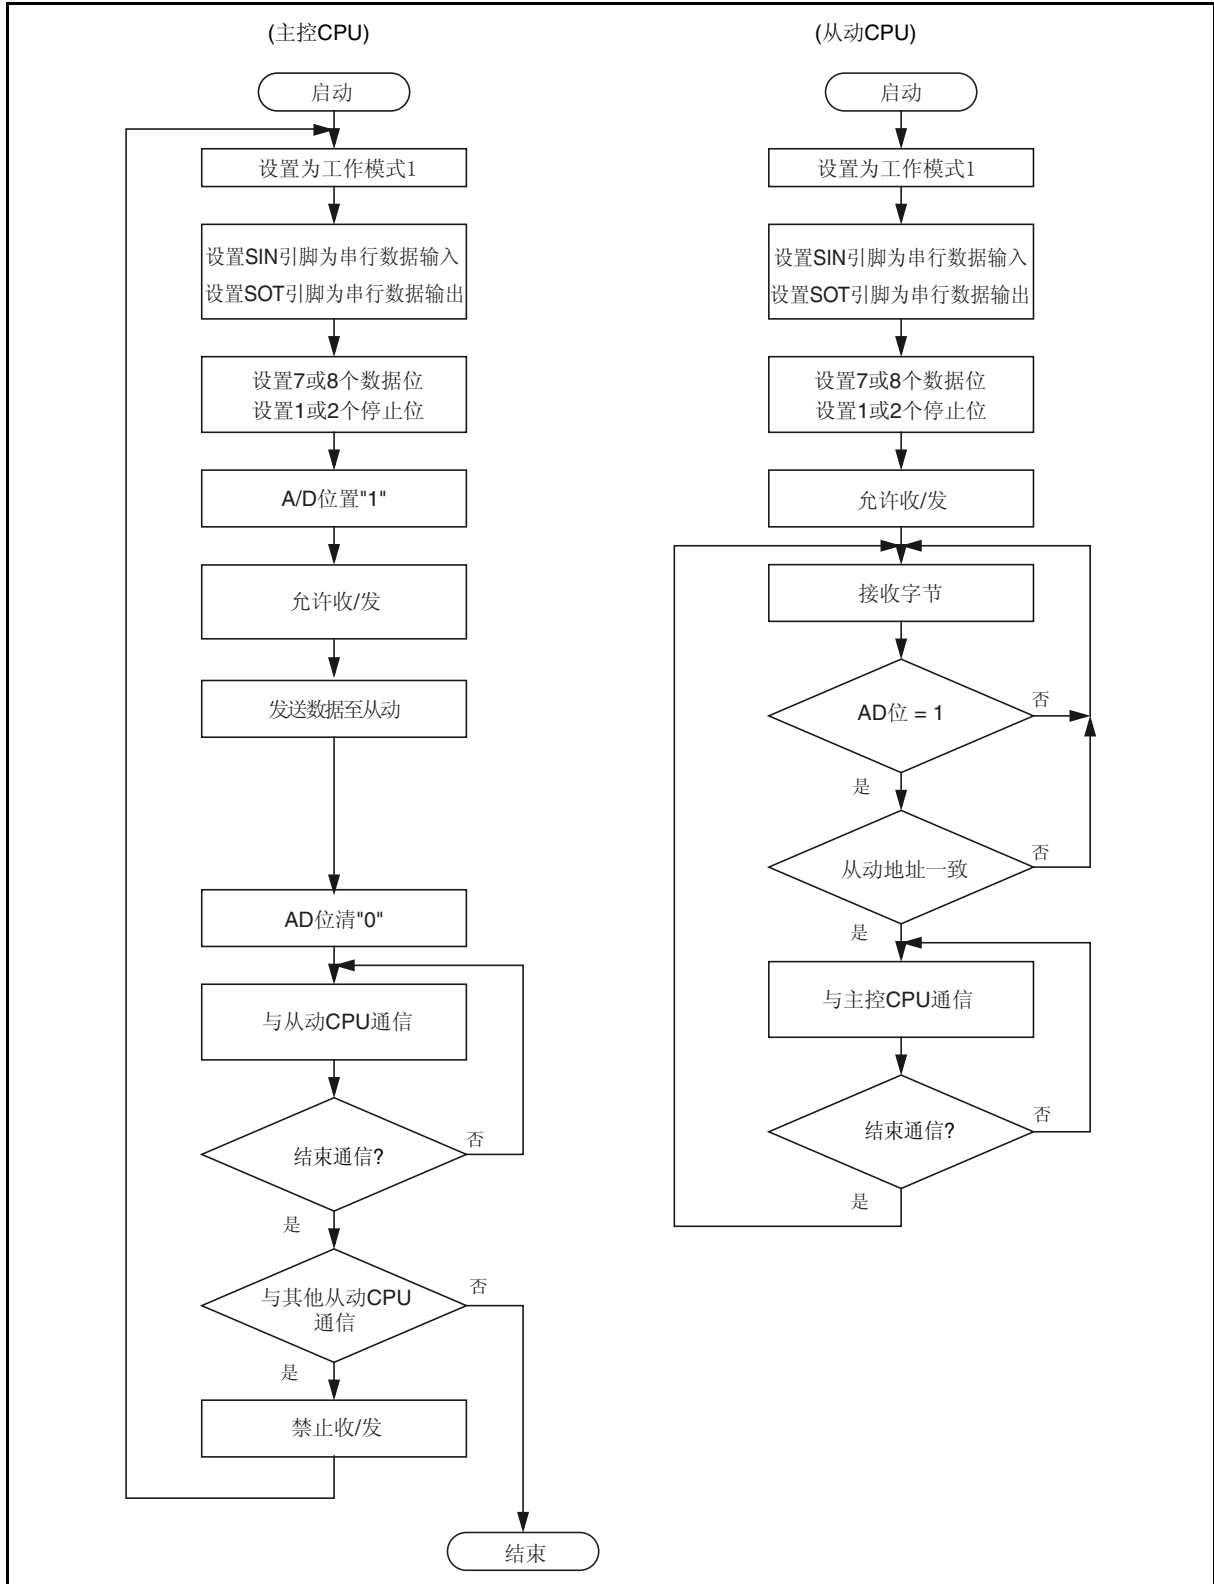 (主控CPU)
启动
设置为工作模式1
设置SIN引脚为串行数据输入
设置SOT引脚为串行数据输出
设置7或8个数据位
设置1或2个停止位
A/D位置"1"
允许收/发
发送数据至从动
AD位清"0"
与从动CPU通信
结束通信?
否
是
与其他从动CPU
通信
否
是
禁止收/发
结束
(从动CPU)
启动
设置为工作模式1
设置SIN引脚为串行数据输入
设置SOT引脚为串行数据输出
设置7或8个数据位
设置1或2个停止位
允许收/发
接收字节
AD位 = 1
否
是
从动地址一致
否
是
与主控CPU通信
结束通信?
否
是